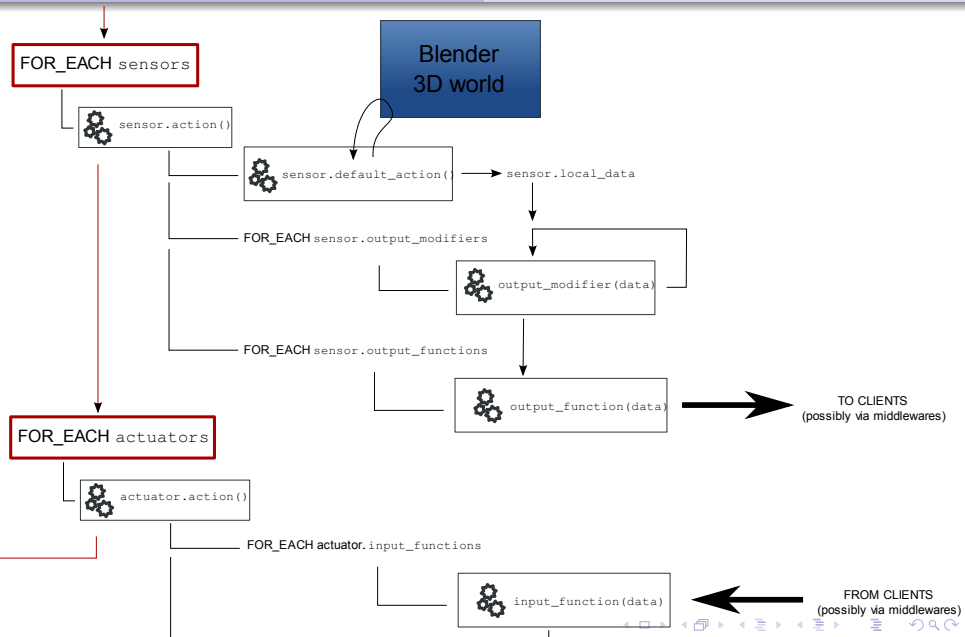 Blender
3D world
FOR_EACH sensors
sensor.action()
sensor.default_action()
sensor.local_data
FOR_EACH sensor.output_modifiers
output_modifier(data)
FOR_EACH sensor.output_functions
output_function(data)
TO CLIENTS
(possibly via middlewares)
FOR_EACH actuators
actuator.action()
FOR_EACH actuator.input_functions
input_function(data)
FROM CLIENTS
(possibly via middlewares)